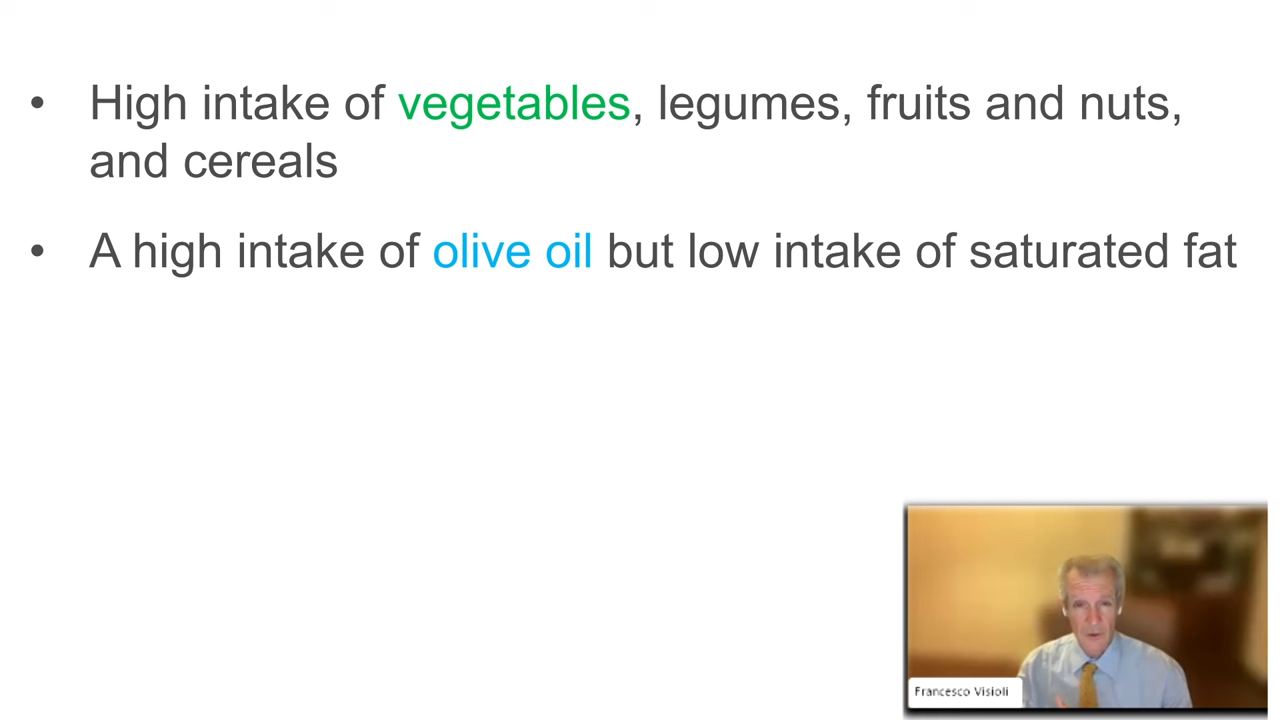 • High intake of vegetables, legumes, fruits and nuts,
and cereals
• A high intake of olive oil but low intake of saturated fat
Francesco Visioli